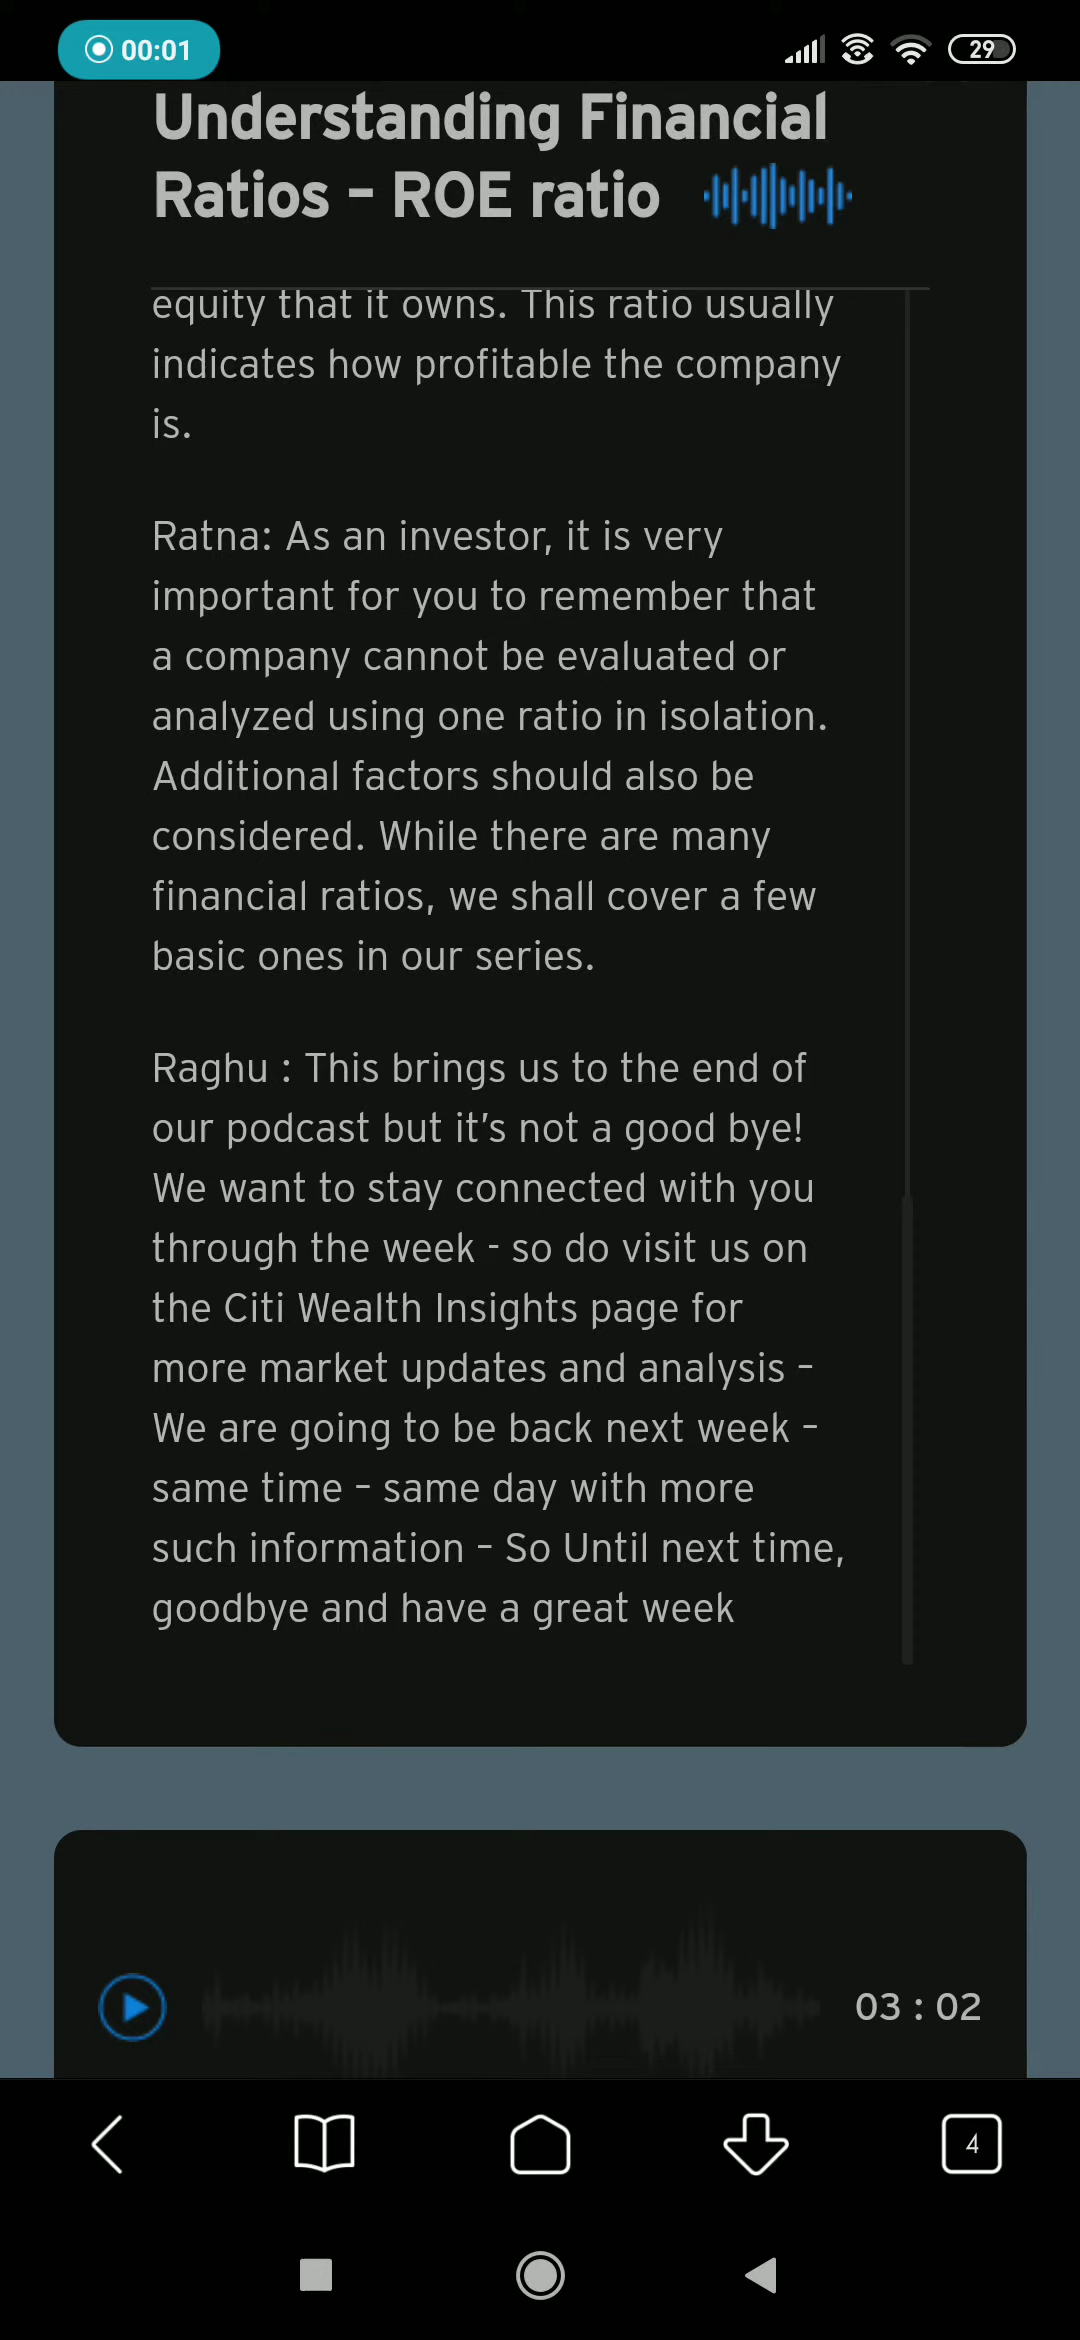 00:01
29
Understanding Financial
Ratios – ROE ratio
equity that it owns. This ratio usually
indicates how profitable the company
is.
Ratna: As an investor, it is very
important for you to remember that
a company cannot be evaluated or
analyzed using one ratio in isolation.
Additional factors should also be
considered. While there are many
financial ratios, we shall cover a few
basic ones in our series.
Raghu : This brings us to the end of
our podcast but it’s not a good bye!
We want to stay connected with you
through the week - so do visit us on
the Citi Wealth Insights page for
more market updates and analysis –
We are going to be back next week –
same time – same day with more
such information – So Until next time,
goodbye and have a great week
03 : 02
4